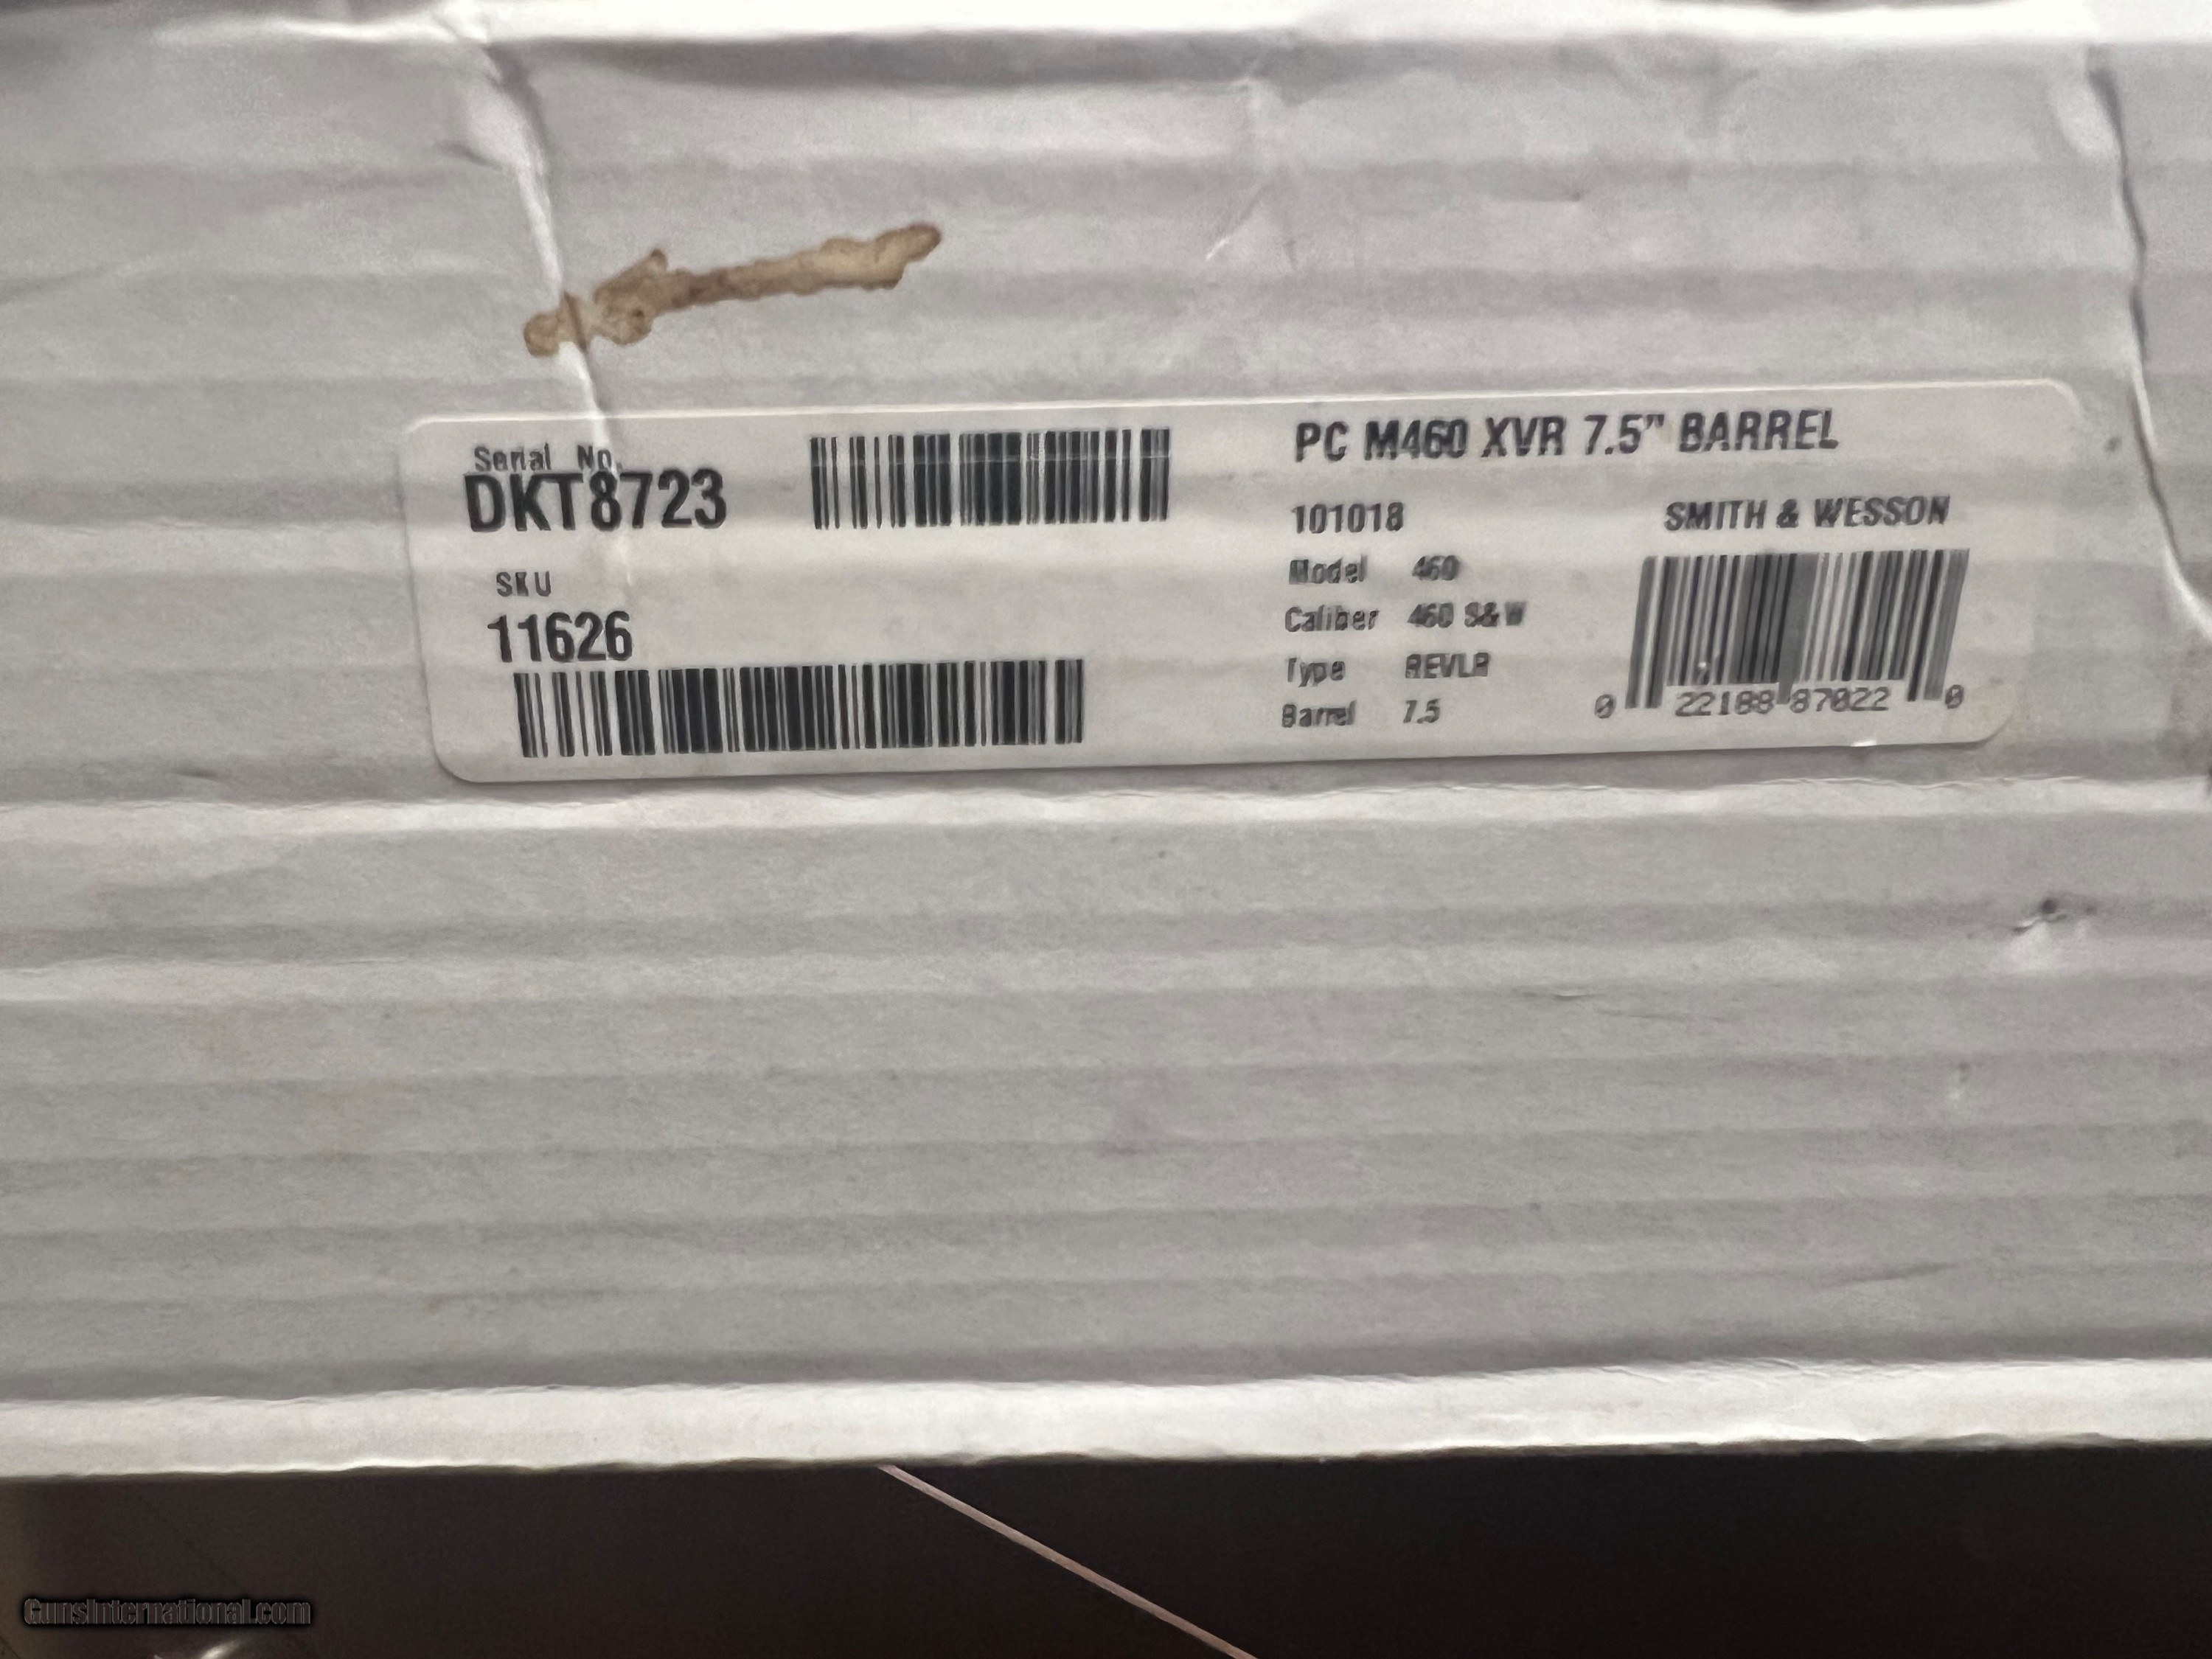 Serial No.
DKT8723
SKU
11626
PC M460 XVR 7.5" BARREL
101018
SMITH & WESSON
Model 460
Caliber 460 S&W
Type REVLR
Barrel 7.5
0 22188 87022 0
GunsInternational.com